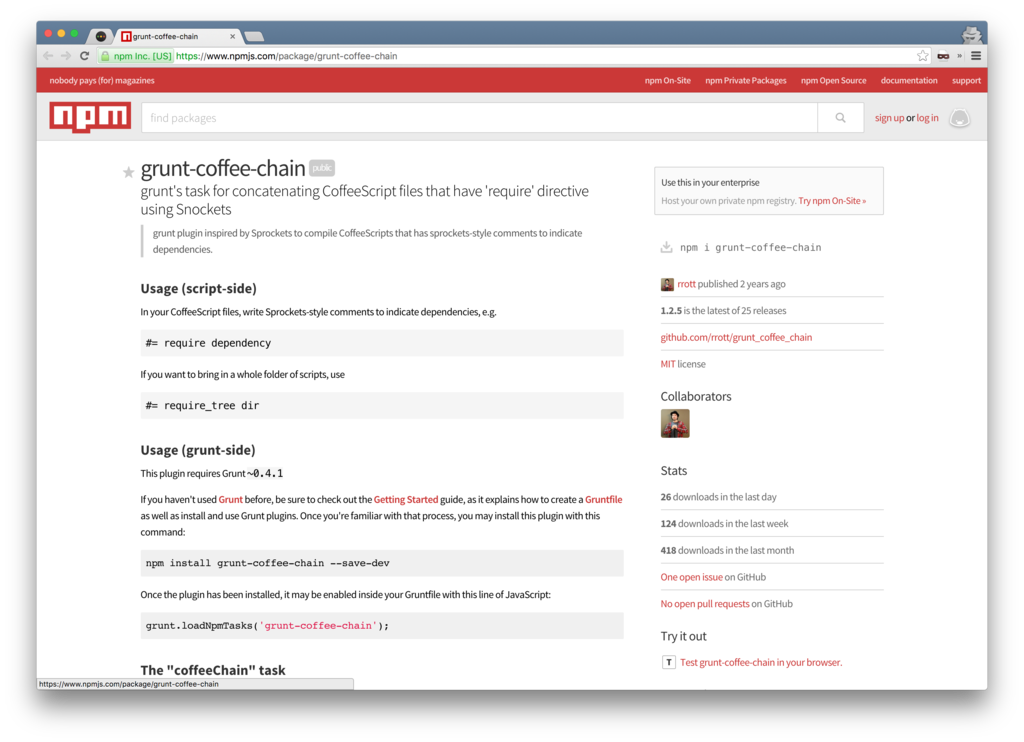 grunt-coffee-chain
npm Inc. [US] https://www.npmjs.com/package/grunt-coffee-chain
nobody pays (for) magazines
npm On-Site npm Private Packages npm Open Source documentation support
npm
find packages
sign up or log in
grunt-coffee-chain public
grunt's task for concatenating CoffeeScript files that have 'require' directive
using Snockets
grunt plugin inspired by Sprockets to compile CoffeeScripts that has sprockets-style comments to indicate
dependencies.
Usage (script-side)
In your CoffeeScript files, write Sprockets-style comments to indicate dependencies, e.g.
#= require dependency
If you want to bring in a whole folder of scripts, use
#= require_tree dir
Usage (grunt-side)
This plugin requires Grunt ~0.4.1
If you haven't used Grunt before, be sure to check out the Getting Started guide, as it explains how to create a Gruntfile
as well as install and use Grunt plugins. Once you're familiar with that process, you may install this plugin with this
command:
npm install grunt-coffee-chain --save-dev
Once the plugin has been installed, it may be enabled inside your Gruntfile with this line of JavaScript:
grunt.loadNpmTasks('grunt-coffee-chain');
The "coffeeChain" task
Use this in your enterprise
Host your own private npm registry. Try npm On-Site »
npm i grunt-coffee-chain
rrott published 2 years ago
1.2.5 is the latest of 25 releases
github.com/rrott/grunt_coffee_chain
MIT license
Collaborators
Stats
26 downloads in the last day
124 downloads in the last week
418 downloads in the last month
One open issue on GitHub
No open pull requests on GitHub
Try it out
T Test grunt-coffee-chain in your browser.
https://www.npmjs.com/package/grunt-coffee-chain